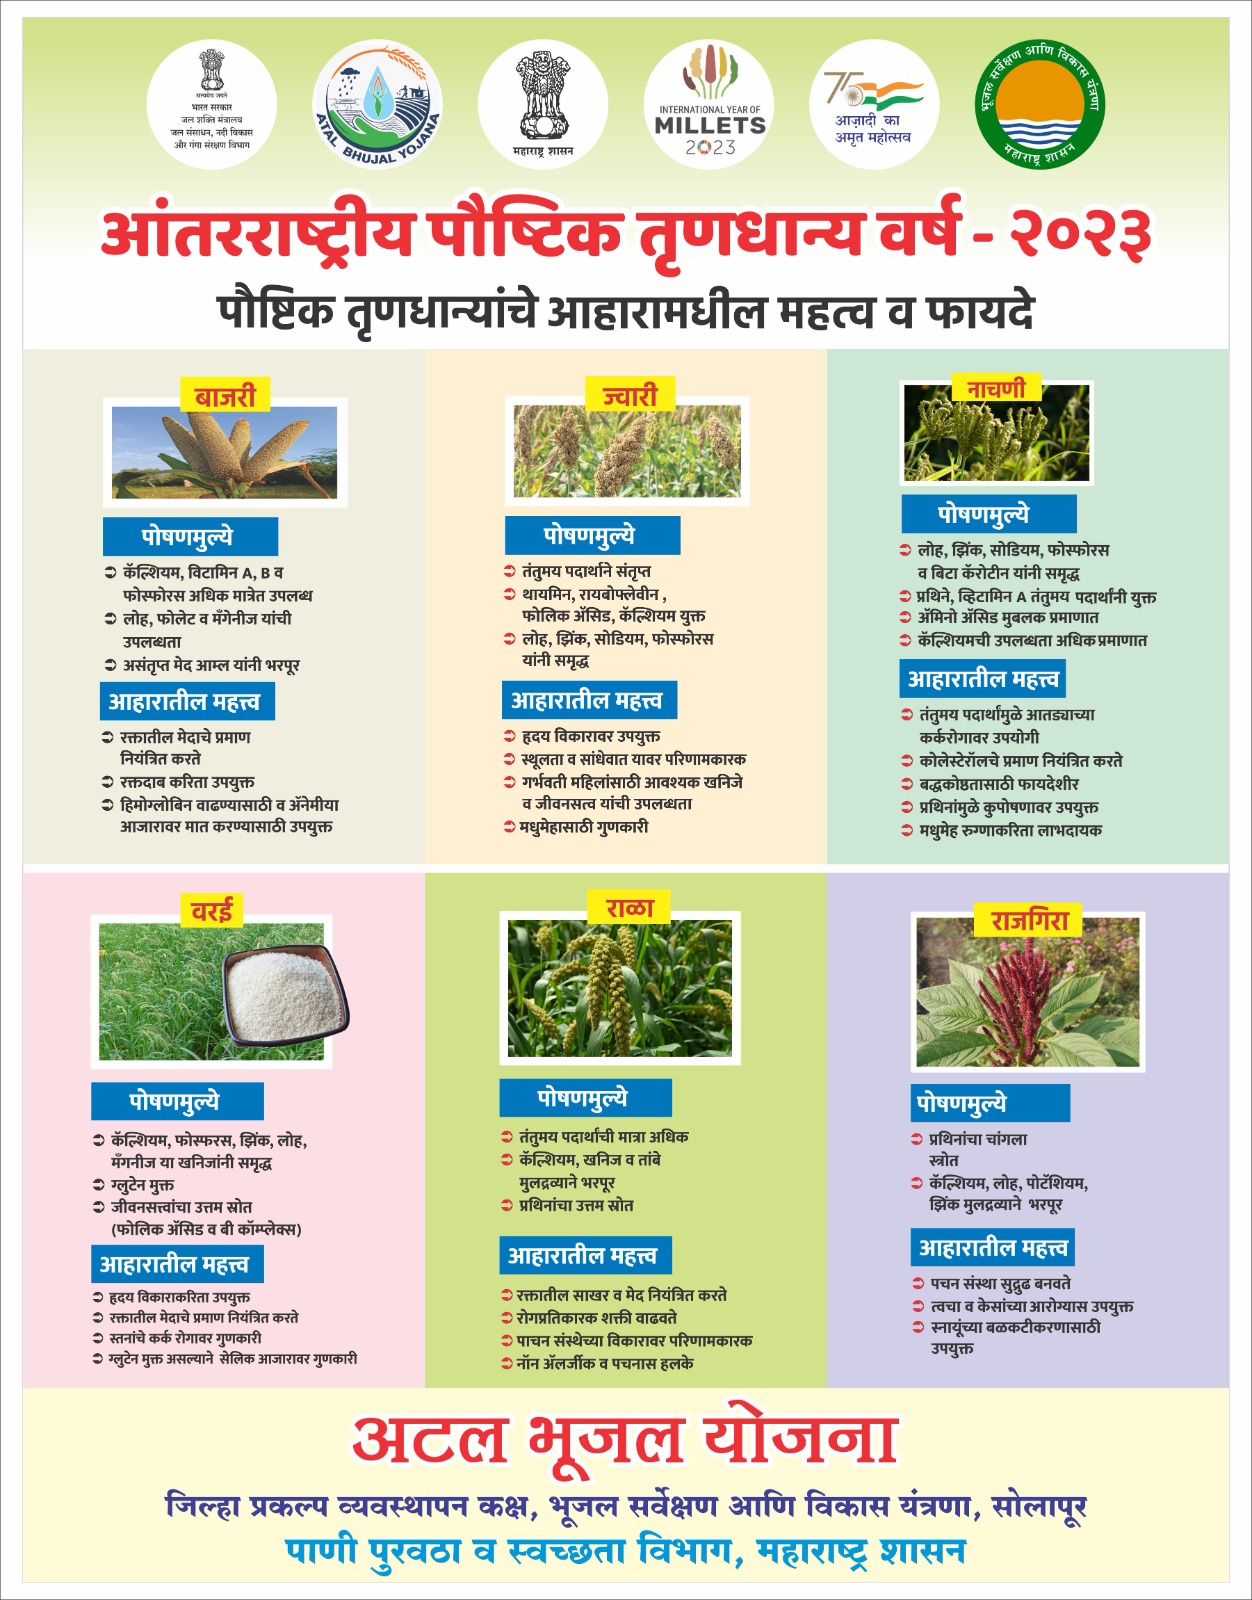 सत्यमेव जयते
भारत सरकार
जल शक्ति मंत्रालय
जल संसाधन, नदी विकास
और गंगा संरक्षण विभाग
ATAL BHUJAL YOJANA
महाराष्ट्र शासन
INTERNATIONAL YEAR OF
MILLETS
2023
75
आज़ादी का
अमृत महोत्सव
भूजल सर्वेक्षण आणि विकास यंत्रणा
महाराष्ट्र शासन
आंतरराष्ट्रीय पौष्टिक तृणधान्य वर्ष - २०२३
पौष्टिक तृणधान्यांचे आहारामधील महत्व व फायदे
बाजरी
पोषणमुल्ये
कॅल्शियम, विटामिन A, B व
फोस्फोरस अधिक मात्रेत उपलब्ध
लोह, फोलेट व मँगेनीज यांची
उपलब्धता
असंतृप्त मेद आम्ल यांनी भरपूर
आहारातील महत्त्व
रक्तातील मेदाचे प्रमाण
नियंत्रित करते
रक्तदाब करिता उपयुक्त
हिमोग्लोबिन वाढण्यासाठी व ॲनेमीया
आजारावर मात करण्यासाठी उपयुक्त
ज्वारी
पोषणमुल्ये
तंतुमय पदार्थाने संतृप्त
थायमिन, रायबोफ्लेवीन ,
फोलिक ॲसिड, कॅल्शियम युक्त
लोह, झिंक, सोडियम, फोस्फोरस
यांनी समृद्ध
आहारातील महत्त्व
हृदय विकारावर उपयुक्त
स्थूलता व सांधेवात यावर परिणामकारक
गर्भवती महिलांसाठी आवश्यक खनिजे
व जीवनसत्व यांची उपलब्धता
मधुमेहासाठी गुणकारी
नाचणी
पोषणमुल्ये
लोह, झिंक, सोडियम, फोस्फोरस
व बिटा कॅरोटीन यांनी समृद्ध
प्रथिने, व्हिटामिन A तंतुमय पदार्थांनी युक्त
ॲमिनो ॲसिड मुबलक प्रमाणात
कॅल्शियमची उपलब्धता अधिक प्रमाणात
आहारातील महत्त्व
तंतुमय पदार्थांमुळे आतड्याच्या
कर्करोगावर उपयोगी
कोलेस्टेरॉलचे प्रमाण नियंत्रित करते
बद्धकोष्ठतासाठी फायदेशीर
प्रथिनांमुळे कुपोषणावर उपयुक्त
मधुमेह रुग्णाकरिता लाभदायक
वरई
पोषणमुल्ये
कॅल्शियम, फोस्फरस, झिंक, लोह,
मँगनीज या खनिजांनी समृद्ध
ग्लुटेन मुक्त
जीवनसत्त्वांचा उत्तम स्रोत
(फोलिक ॲसिड व बी कॉम्प्लेक्स)
आहारातील महत्त्व
हृदय विकाराकरिता उपयुक्त
रक्तातील मेदाचे प्रमाण नियंत्रित करते
स्तनांचे कर्क रोगावर गुणकारी
ग्लुटेन मुक्त असल्याने सेलिक आजारावर गुणकारी
राळा
पोषणमुल्ये
तंतुमय पदार्थांची मात्रा अधिक
कॅल्शियम, खनिज व तांबे
मुलद्रव्याने भरपूर
प्रथिनांचा उत्तम स्रोत
आहारातील महत्त्व
रक्तातील साखर व मेद नियंत्रित करते
रोगप्रतिकारक शक्ती वाढवते
पाचन संस्थेच्या विकारावर परिणामकारक
नॉन ॲलर्जीक व पचनास हलके
राजगिरा
पोषणमुल्ये
प्रथिनांचा चांगला
स्त्रोत
कॅल्शियम, लोह, पोटॅशियम,
झिंक मुलद्रव्याने भरपूर
आहारातील महत्त्व
पचन संस्था सुद्रुढ बनवते
त्वचा व केसांच्या आरोग्यास उपयुक्त
स्नायूंच्या बळकटीकरणासाठी
उपयुक्त
अटल भूजल योजना
जिल्हा प्रकल्प व्यवस्थापन कक्ष, भूजल सर्वेक्षण आणि विकास यंत्रणा, सोलापूर
पाणी पुरवठा व स्वच्छता विभाग, महाराष्ट्र शासन